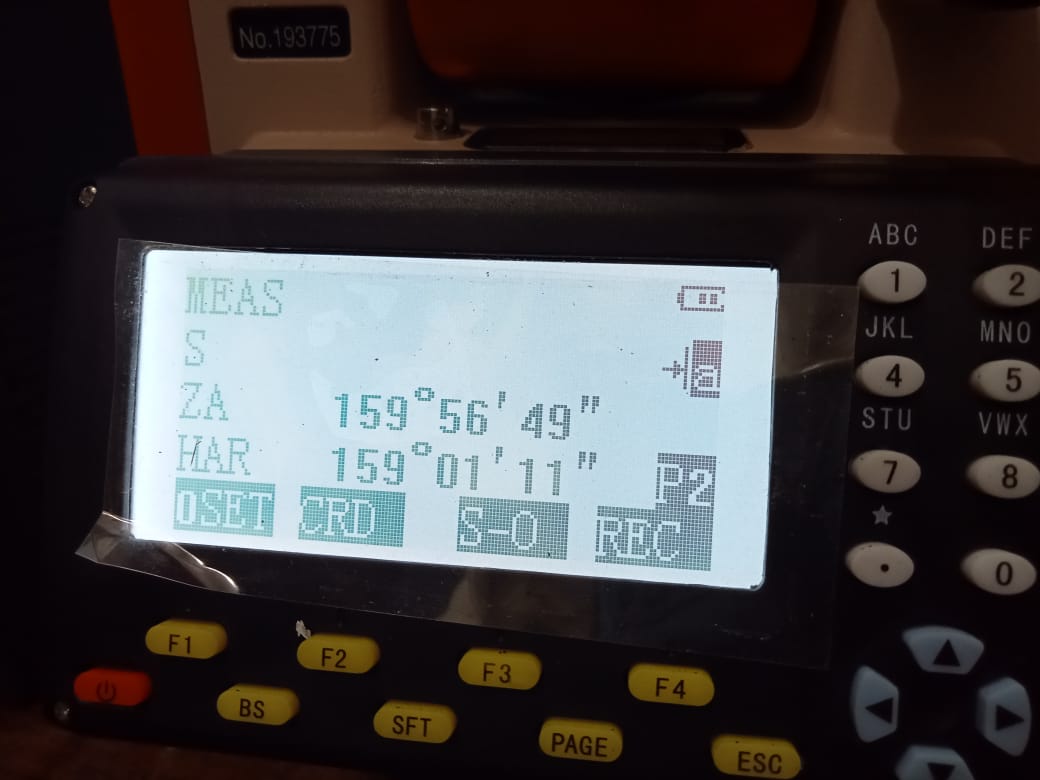 No.193775
MEAS
S
ZA 159°56'49"
HAR 159°01'11"
P2
0SET CRD S-O REC
ABC DEF
1 2
JKL MNO
4 5
STU VWX
7 8
. 0
F1 F2 F3 F4
BS SFT PAGE ESC